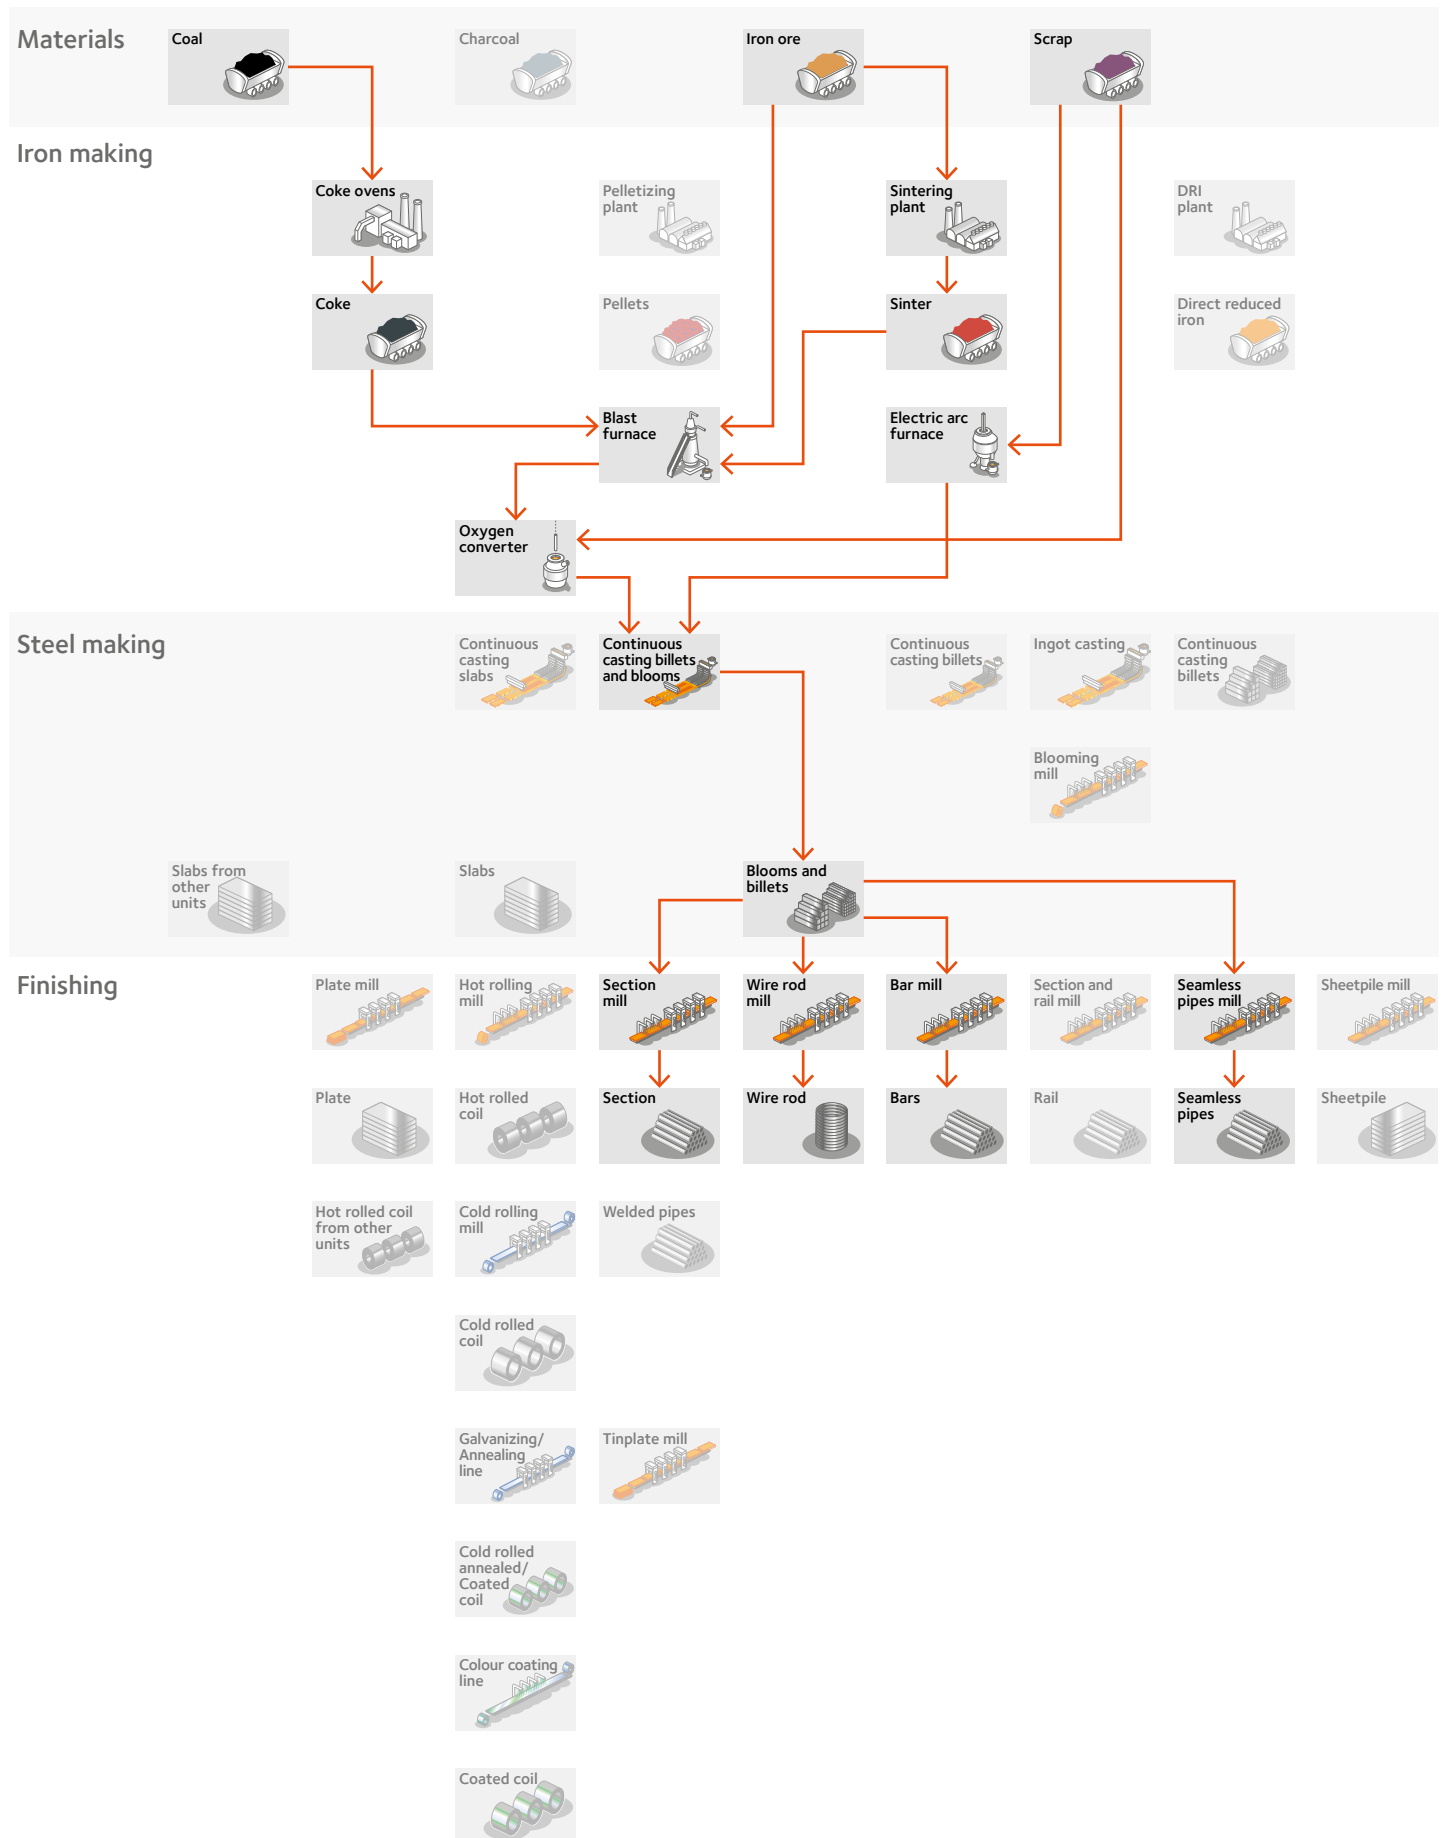 Materials
Coal
Charcoal
Iron ore
Scrap
Iron making
Coke ovens
Pelletizing
plant
Sintering
plant
DRI
plant
Coke
Pellets
Sinter
Direct reduced
iron
Blast
furnace
Electric arc
furnace
Oxygen
converter
Steel making
Continuous
casting
slabs
Continuous
casting billets
and blooms
Continuous
casting billets
Ingot casting
Continuous
casting
billets
Blooming
mill
Slabs from
other
units
Slabs
Blooms and
billets
Finishing
Plate mill
Hot rolling
mill
Section
mill
Wire rod
mill
Bar mill
Section and
rail mill
Seamless
pipes mill
Sheetpile mill
Plate
Hot rolled
coil
Section
Wire rod
Bars
Rail
Seamless
pipes
Sheetpile
Hot rolled coil
from other
units
Cold rolling
mill
Welded pipes
Cold rolled
coil
Galvanizing/
Annealing
line
Tinplate mill
Cold rolled
annealed/
Coated
coil
Colour coating
line
Coated coil